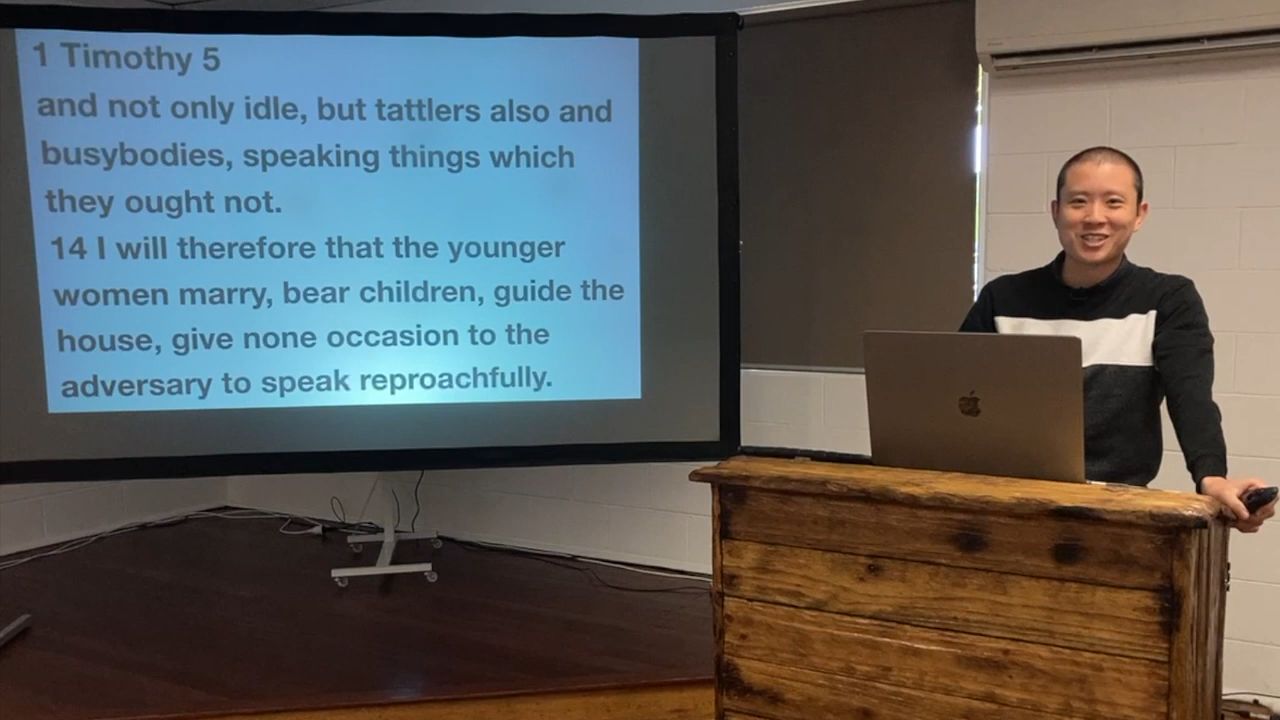 1 Timothy 5
and not only idle, but tattlers also and
busybodies, speaking things which
they ought not.
14 I will therefore that the younger
women marry, bear children, guide the
house, give none occasion to the
adversary to speak reproachfully.